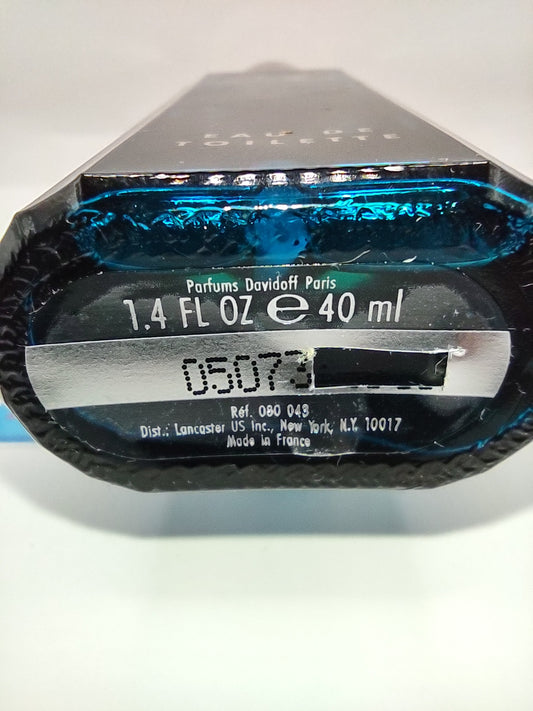 EAU DE
TOILETTE
Parfums Davidoff Paris
1.4 FL OZ e 40 ml
05073
Réf. 080 048
Dist.: Lancaster US Inc., New York, N.Y. 10017
Made in France